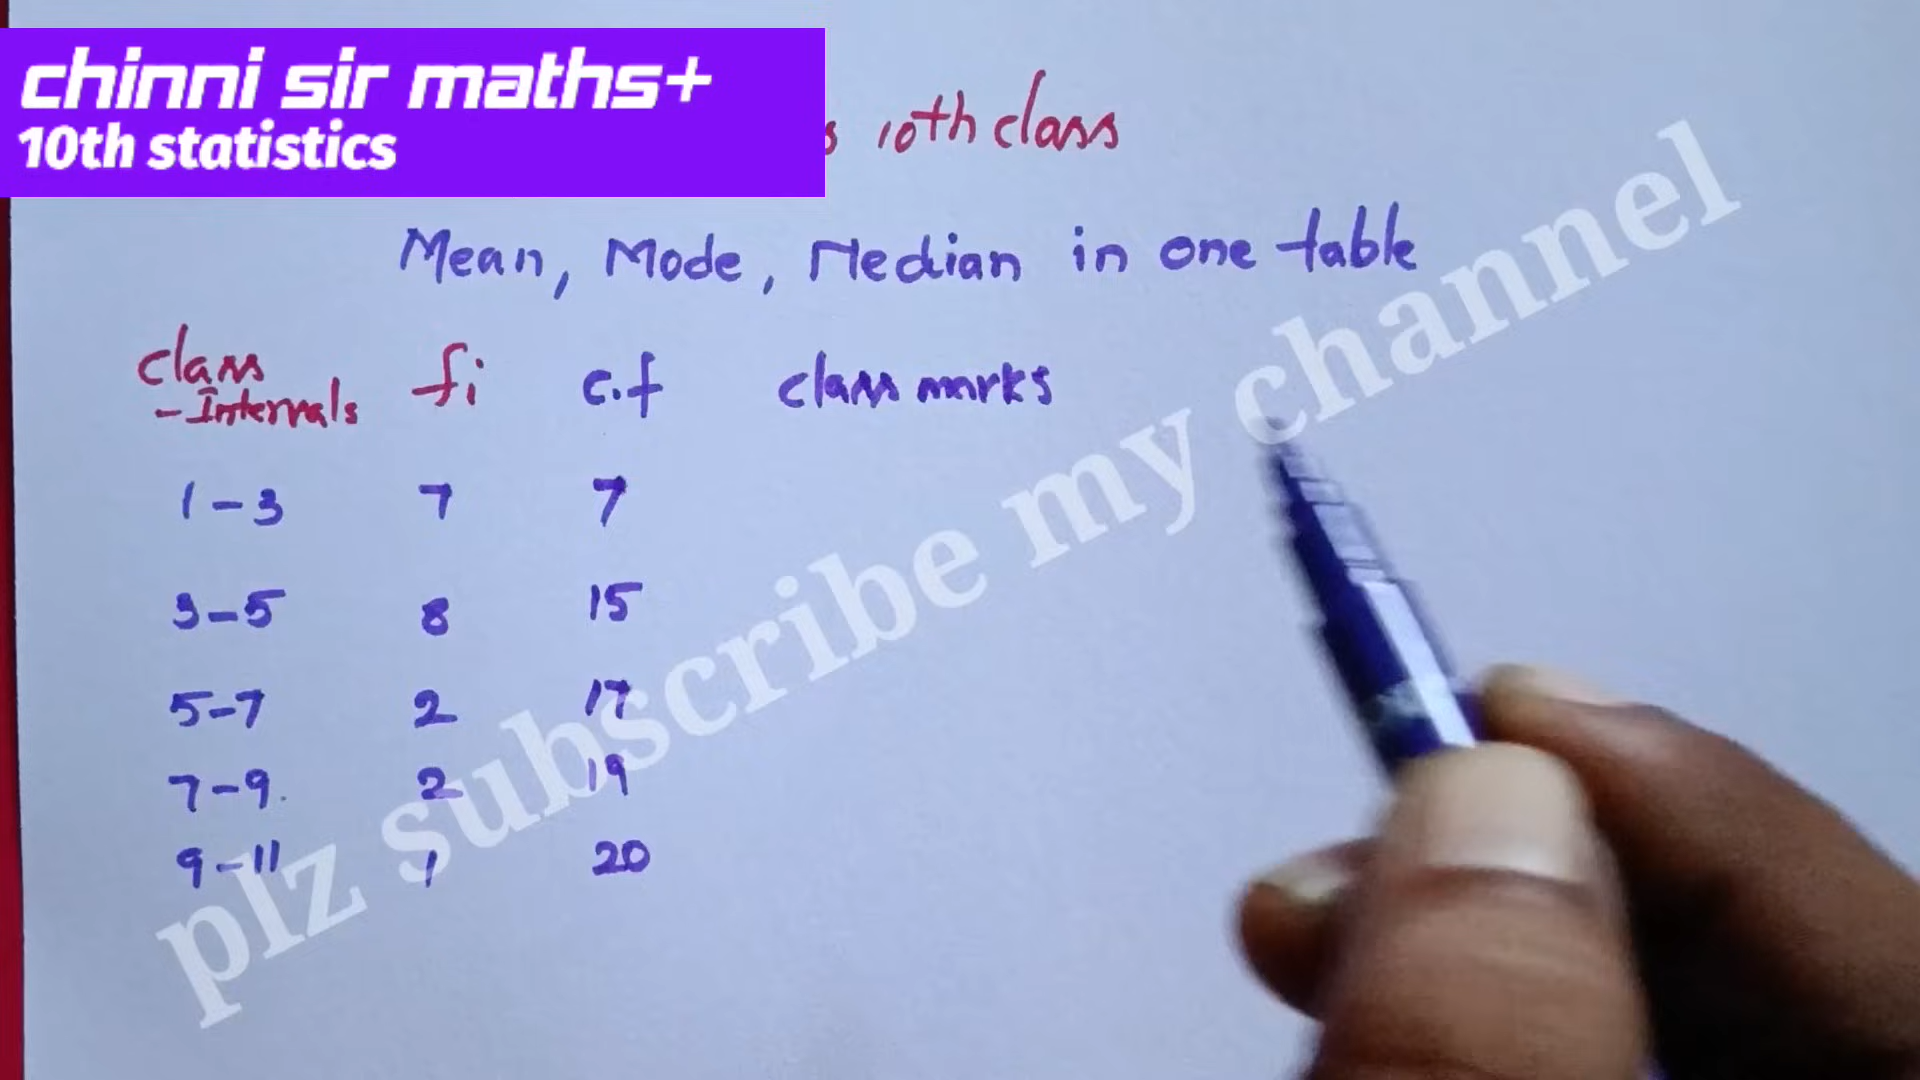 chinni sir maths+
10th statistics
10th class
Mean, Mode, Median in one table
class fi c.f class marks
- Intervals
1-3 7 7
3-5 8 15
5-7 2 17
7-9 2 19
9-11 1 20
plz subscribe my channel